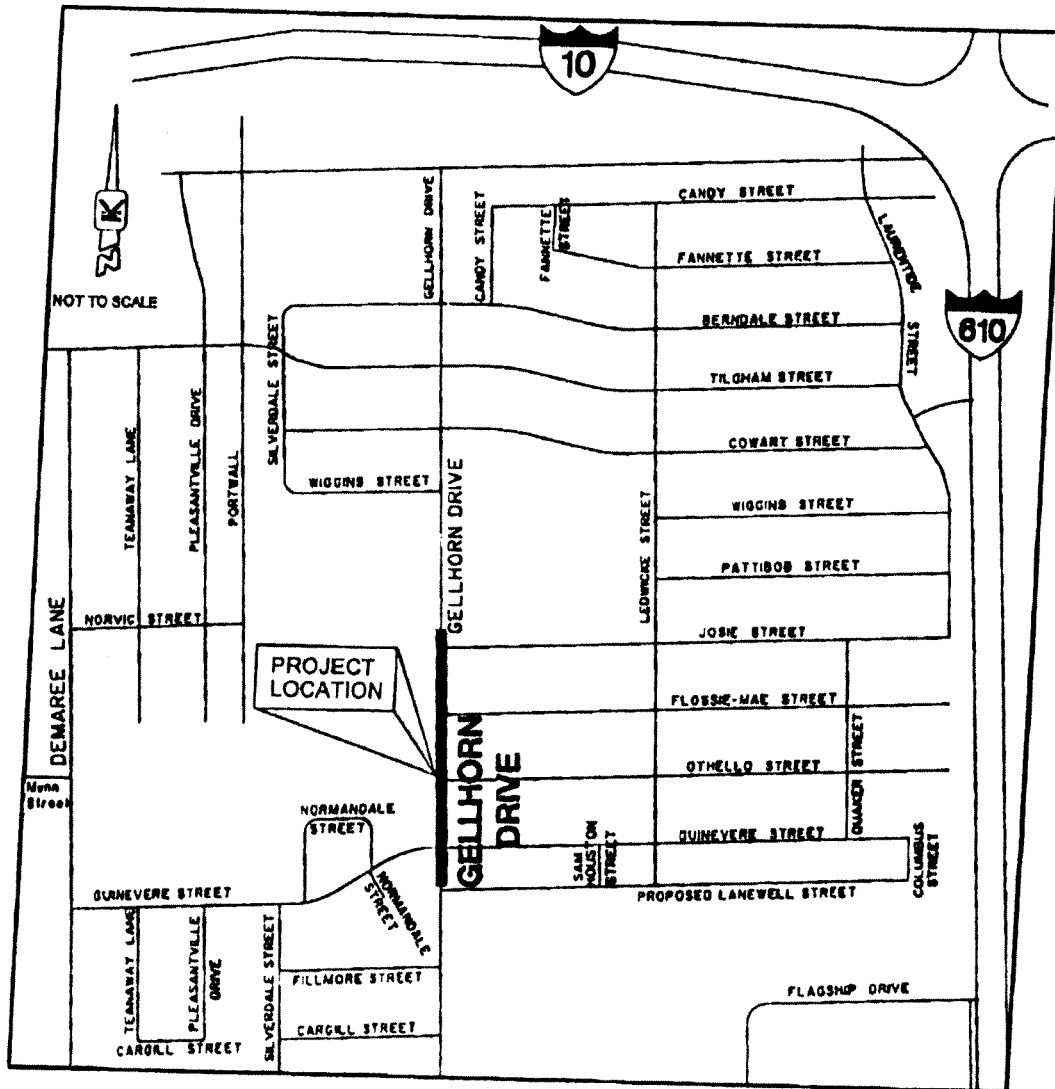 10
CANDY STREET
GELLHORN DRIVE
CANDY STREET
FANNETTE
STREET
LAURENTIDE
STREET
FANNETTE STREET
NOT TO SCALE
BERNDALE STREET
610
SILVERDALE STREET
TILGHAM STREET
TEANAWAY LANE
PLEASANTVILLE DRIVE
PORTWALL
COWART STREET
WIGGINS STREET
GELLHORN DRIVE
LEDWICKE STREET
WIGGINS STREET
PATTIBOB STREET
DEMAREE LANE
NORVIC STREET
JOSIE STREET
PROJECT
LOCATION
FLOSSIE-MAE STREET
GELLHORN
DRIVE
OTHELLO STREET
QUAKER STREET
Munn
Street
NORMANDALE
STREET
GUINEVERE STREET
SAM
HOUSTON
STREET
COLUMBUS
STREET
GUINEVERE STREET
NORMANDALE
STREET
PROPOSED LANEWELL STREET
TEANAWAY LANE
PLEASANTVILLE
DRIVE
SILVERDALE STREET
FILLMORE STREET
FLAGSHIP DRIVE
CARGILL STREET
CARGILL STREET